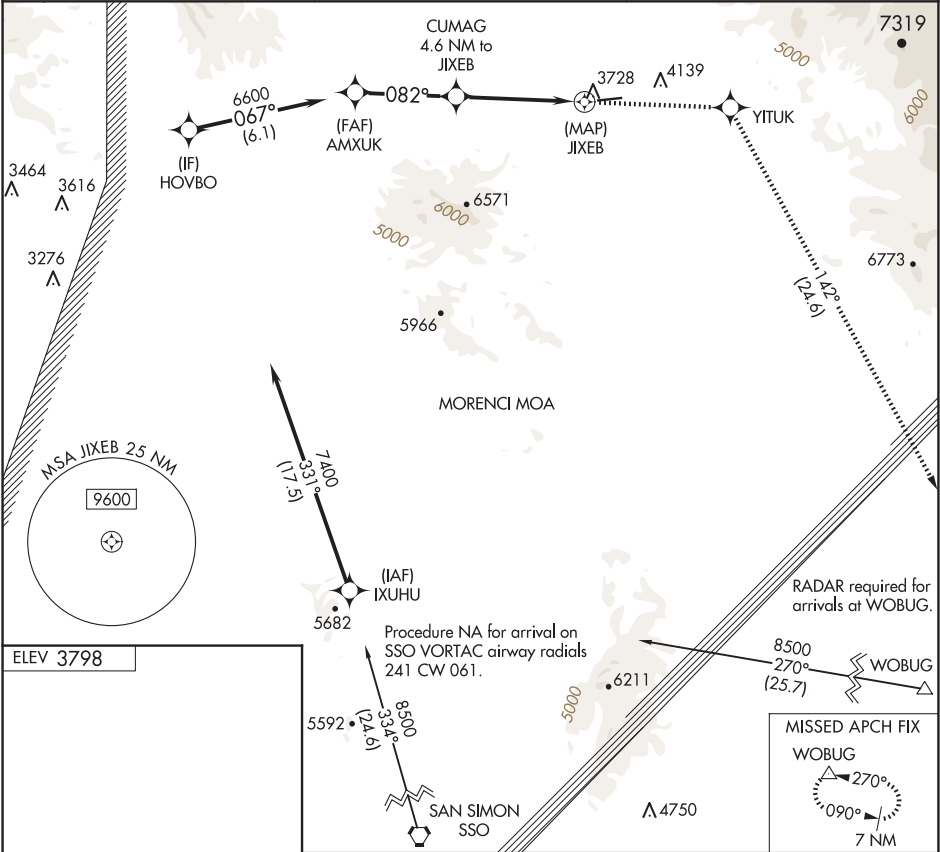 CUMAG
4.6 NM to
JIXEB
7319
5000
6000
3728
4139
6600
067°
(6.1)
082°
(FAF)
AMXUK
(MAP)
JIXEB
YITUK
(IF)
HOVBO
3464
3616
3276
6571
6000
5000
6773
142°
(24.6)
5966
MORENCI MOA
MSA JIXEB 25 NM
9600
7400
331°
(17.5)
(IAF)
IXUHU
5682
RADAR required for
arrivals at WOBUG.
Procedure NA for arrival on
SSO VORTAC airway radials
241 CW 061.
ELEV 3798
8500
270°
(25.7)
WOBUG
6211
5000
5592
8500
334°
(24.6)
SAN SIMON
SSO
4750
MISSED APCH FIX
WOBUG
270°
090°
7 NM